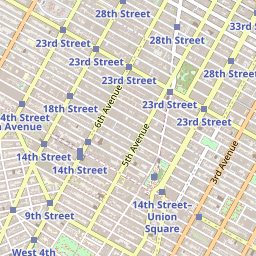 28th Street
33rd
28th Street
23rd Street
23rd Street
23rd Street
28th Street
23rd Street
23rd Street
4th Street
18th Street
6th Avenue
Avenue
14th Street
14th Street
5th Avenue
3rd Avenue
9th Street
14th Street–
Union
Square
West 4th